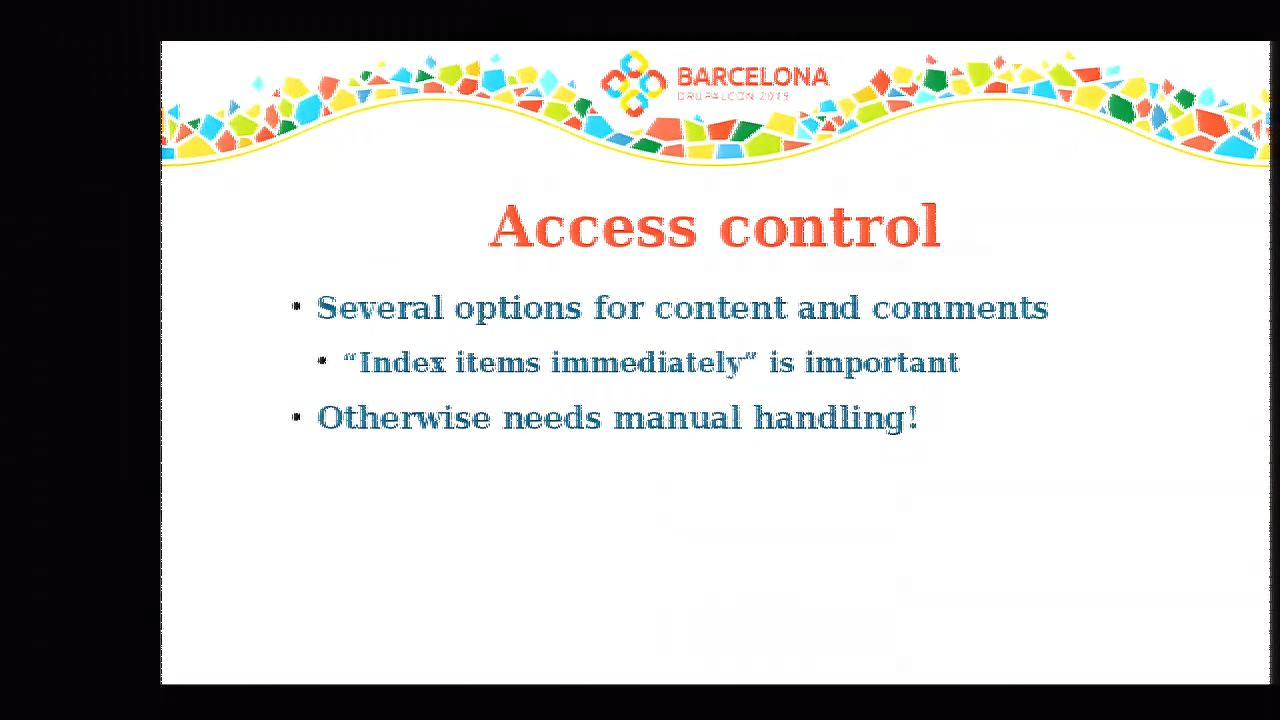 BARCELONA
DRUPALCON 2015
Access control
• Several options for content and comments
• “Index items immediately” is important
• Otherwise needs manual handling!